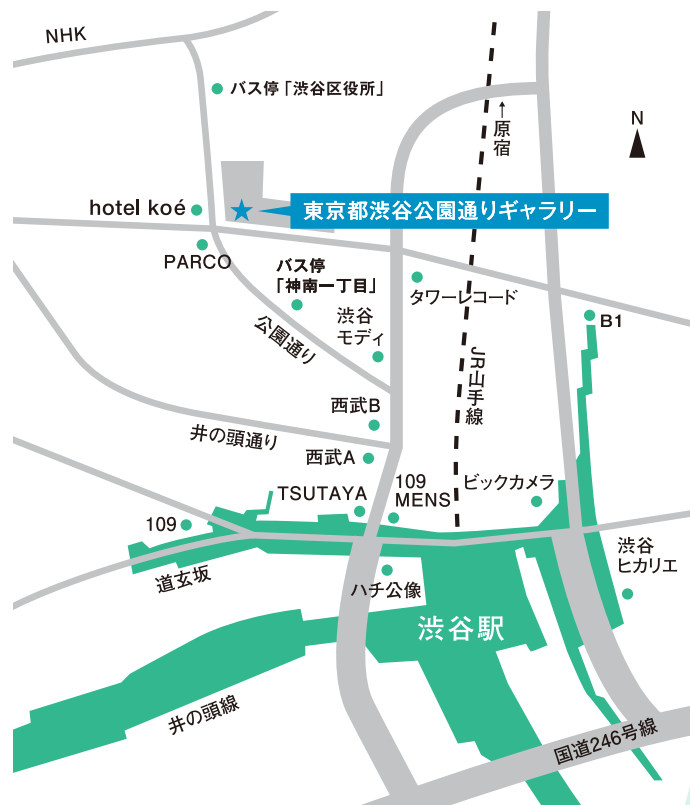 NHK
バス停「渋谷区役所」
↑原宿
N
hotel koé
東京都渋谷公園通りギャラリー
PARCO
バス停
「神南一丁目」
タワーレコード
公園通り
渋谷
モディ
B1
JR山手線
西武B
井の頭通り
西武A
TSUTAYA
109
MENS
ビックカメラ
109
道玄坂
ハチ公像
渋谷
ヒカリエ
渋谷駅
井の頭線
国道246号線